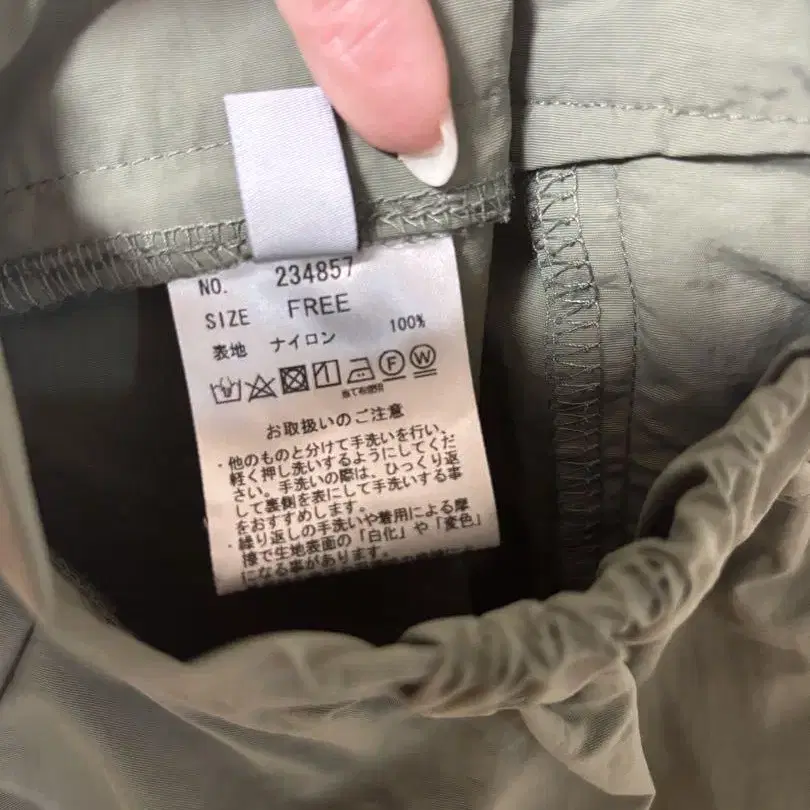 NO. 234857
SIZE FREE
表地 ナイロン 100%
F W
当て布使用
お取扱いのご注意
・他のものと分けて手洗いを行い、
軽く押し洗いするようにしてくだ
さい。手洗いの際は、ひっくり返
して裏側を表にして手洗いする事
をおすすめします。
・繰り返しの手洗いや着用による摩
擦で生地表面の「白化」や「変色」
になる事があります。